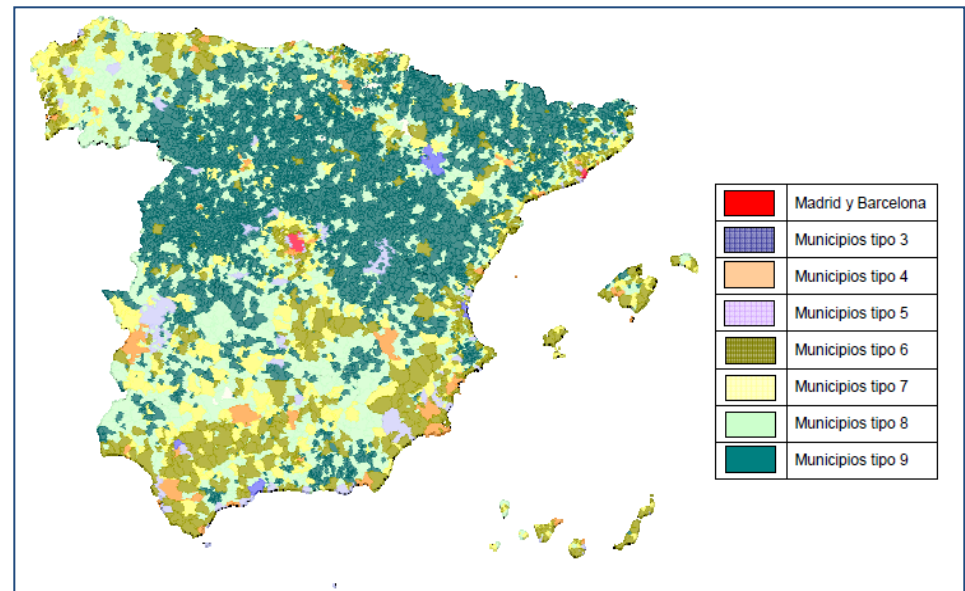 Madrid y Barcelona
Municipios tipo 3
Municipios tipo 4
Municipios tipo 5
Municipios tipo 6
Municipios tipo 7
Municipios tipo 8
Municipios tipo 9